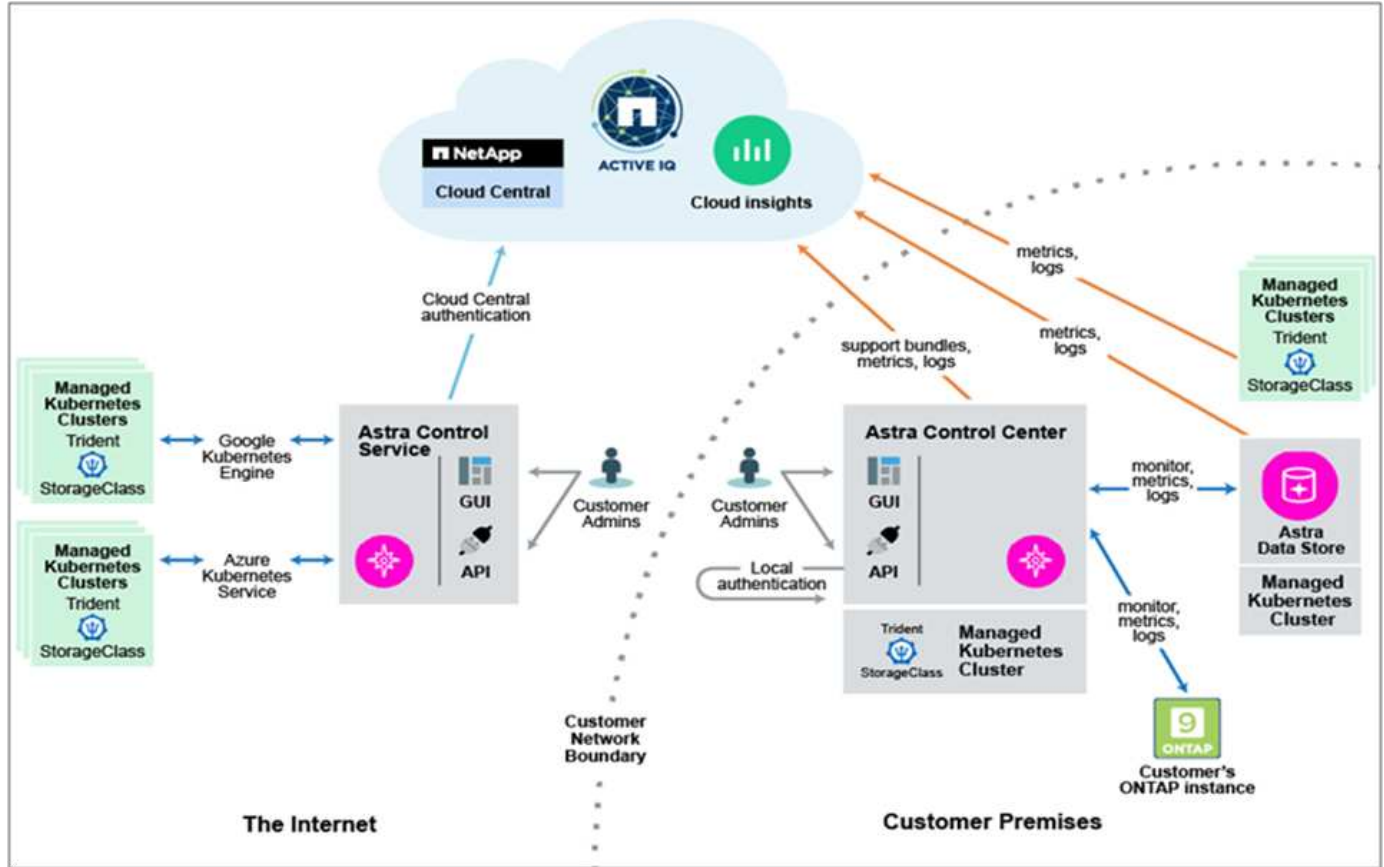 NetApp
Cloud Central
ACTIVE IQ
Cloud insights
Cloud Central
authentication
support bundles,
metrics, logs
metrics,
logs
metrics,
logs
Managed
Kubernetes
Clusters
Trident
StorageClass
Managed
Kubernetes
Clusters
Trident
StorageClass
Google
Kubernetes
Engine
Managed
Kubernetes
Clusters
Trident
StorageClass
Azure
Kubernetes
Service
Astra Control
Service
GUI
API
Customer
Admins
Customer
Admins
Astra Control Center
GUI
API
Local
authentication
Trident
StorageClass
Managed
Kubernetes
Cluster
monitor,
metrics,
logs
Astra
Data Store
Managed
Kubernetes
Cluster
monitor,
metrics,
logs
9
ONTAP
Customer's
ONTAP instance
Customer
Network
Boundary
The Internet
Customer Premises